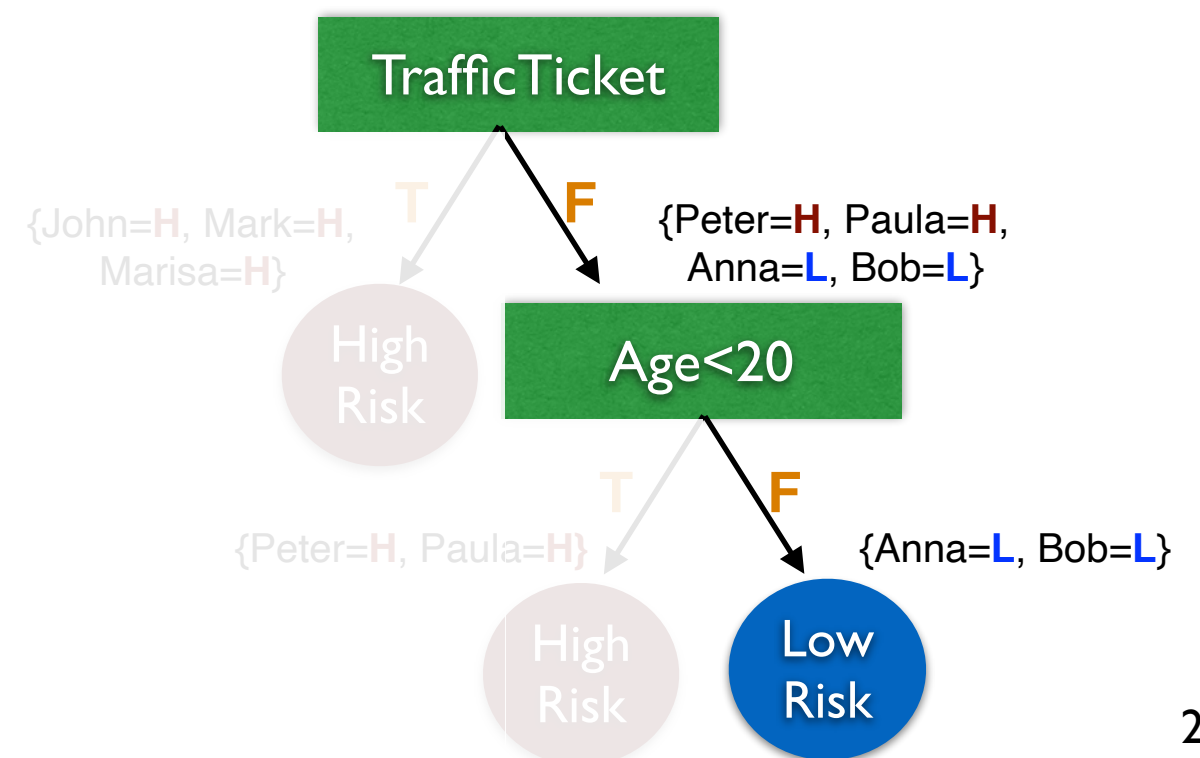 TrafficTicket
T
F
{John=H, Mark=H,
Marisa=H}
{Peter=H, Paula=H,
Anna=L, Bob=L}
High
Risk
Age<20
T
F
{Peter=H, Paula=H}
{Anna=L, Bob=L}
High
Risk
Low
Risk
2